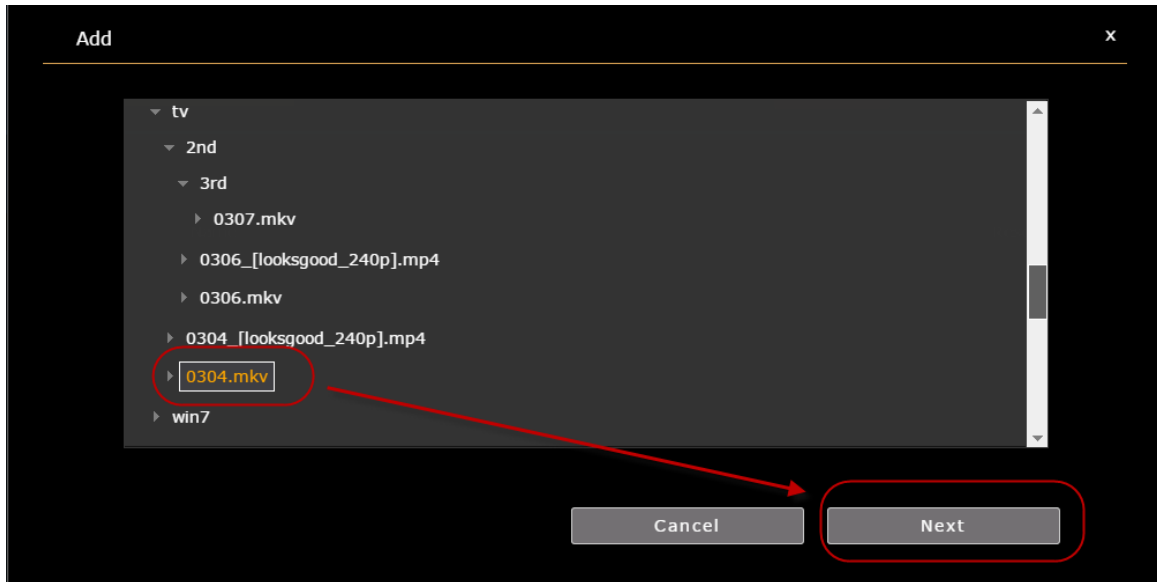 Add x
tv
2nd
3rd
0307.mkv
0306_[looksgood_240p].mp4
0306.mkv
0304_[looksgood_240p].mp4
0304.mkv
win7
Cancel Next